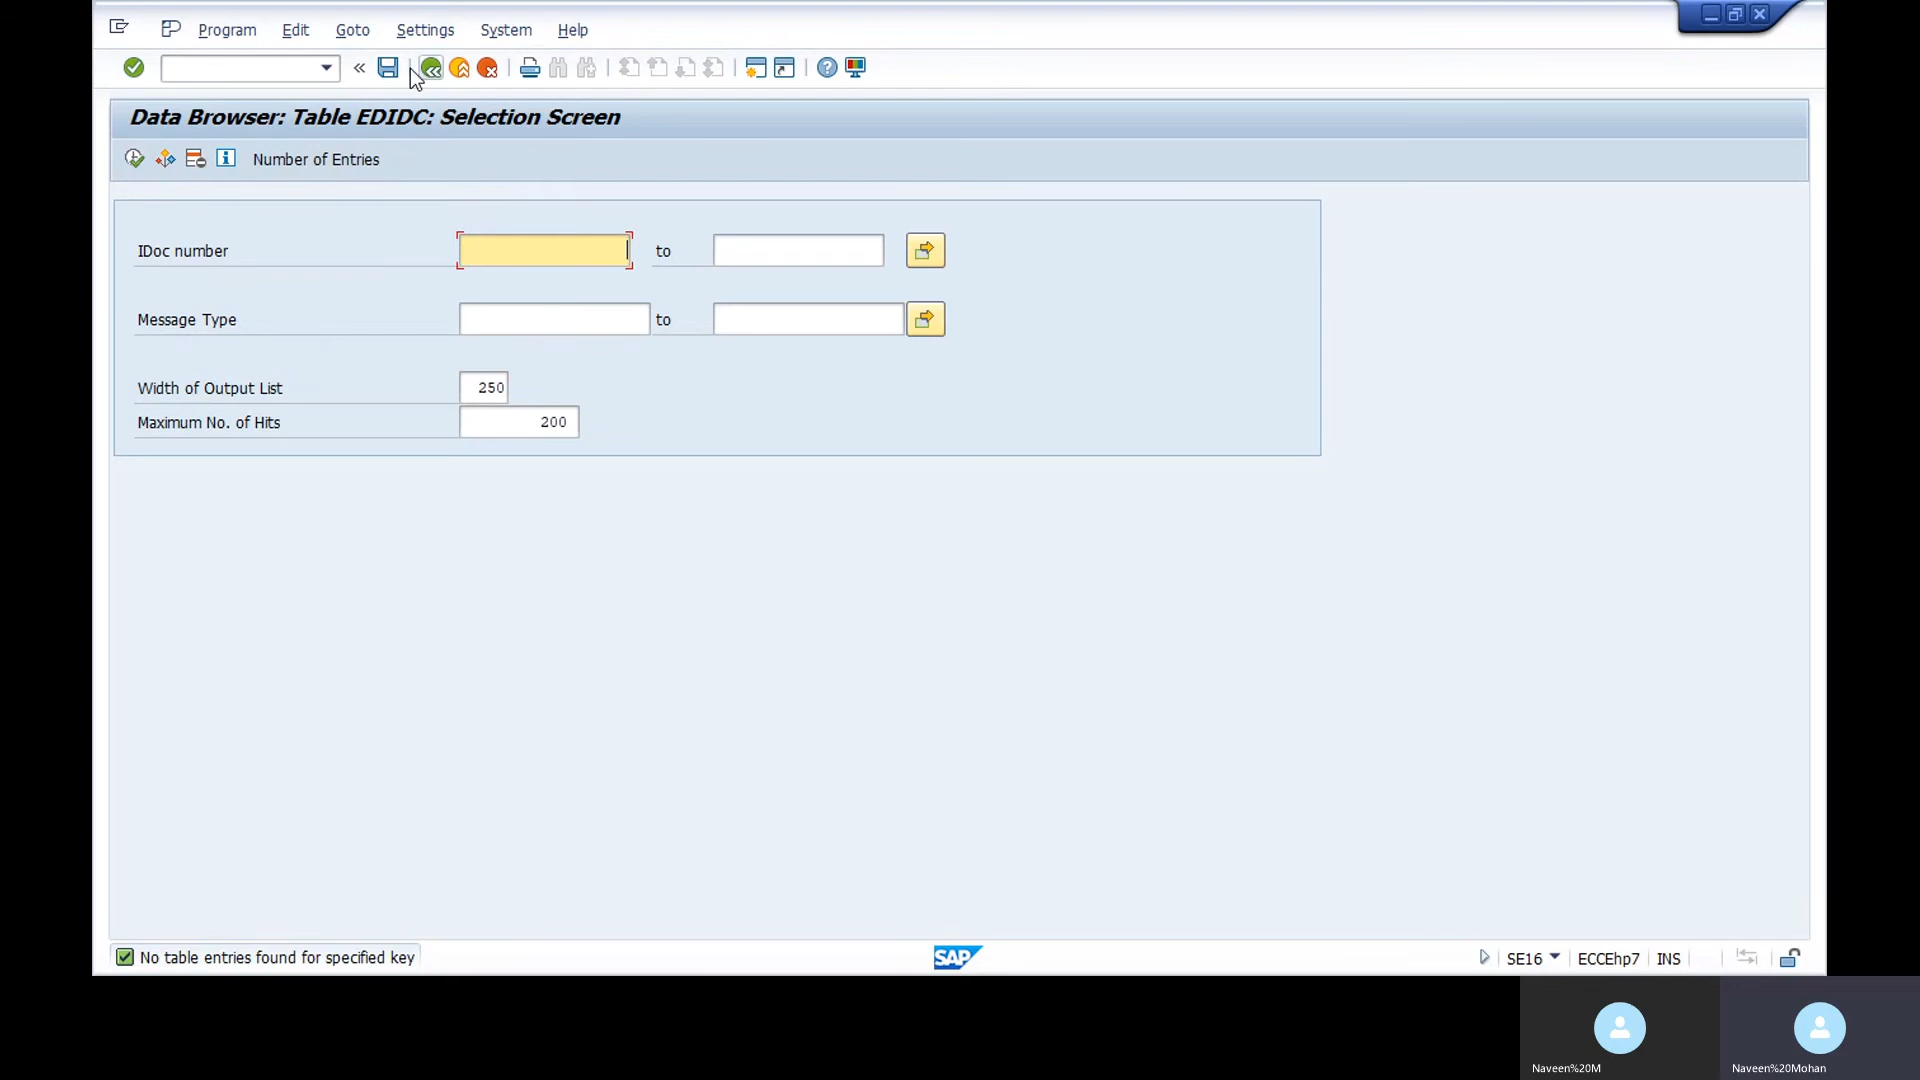 Program Edit Goto Settings System Help
Data Browser: Table EDIDC: Selection Screen
Number of Entries
IDoc number to
Message Type to
Width of Output List 250
Maximum No. of Hits 200
No table entries found for specified key SAP SE16 ECCEhp7 INS
Naveen%20M Naveen%20Mohan